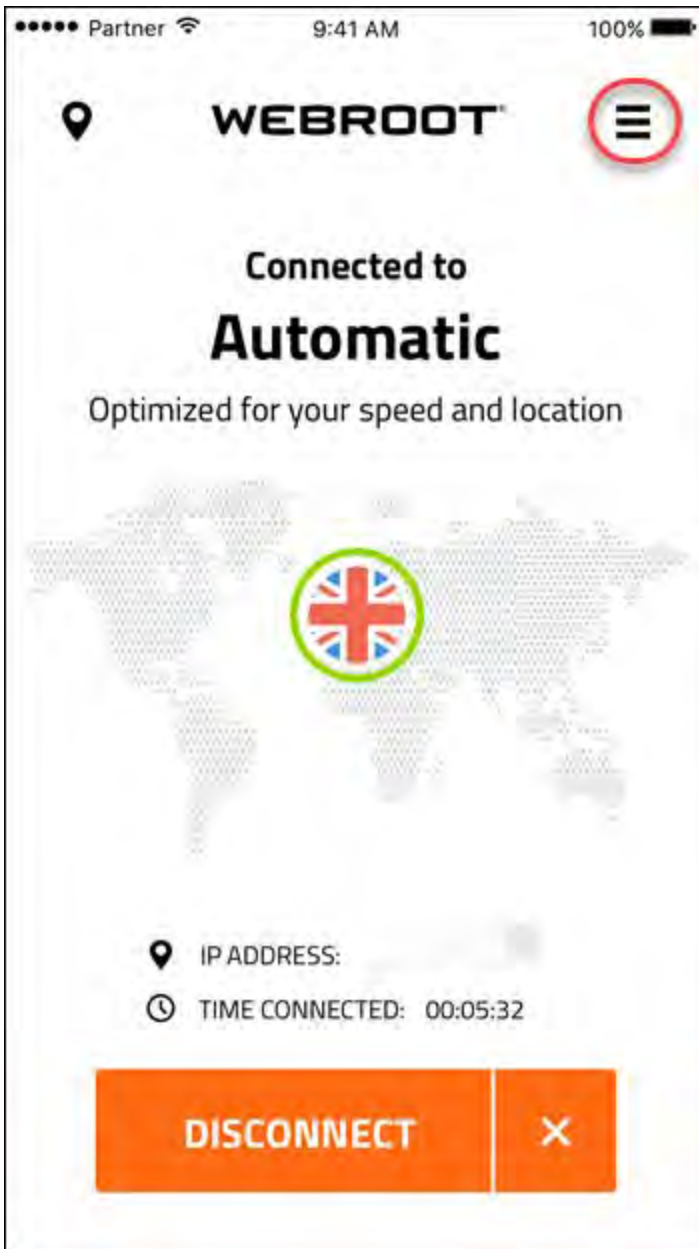 Partner 9:41 AM 100%
WEBROOT®
Connected to
Automatic
Optimized for your speed and location
IP ADDRESS:
TIME CONNECTED: 00:05:32
DISCONNECT